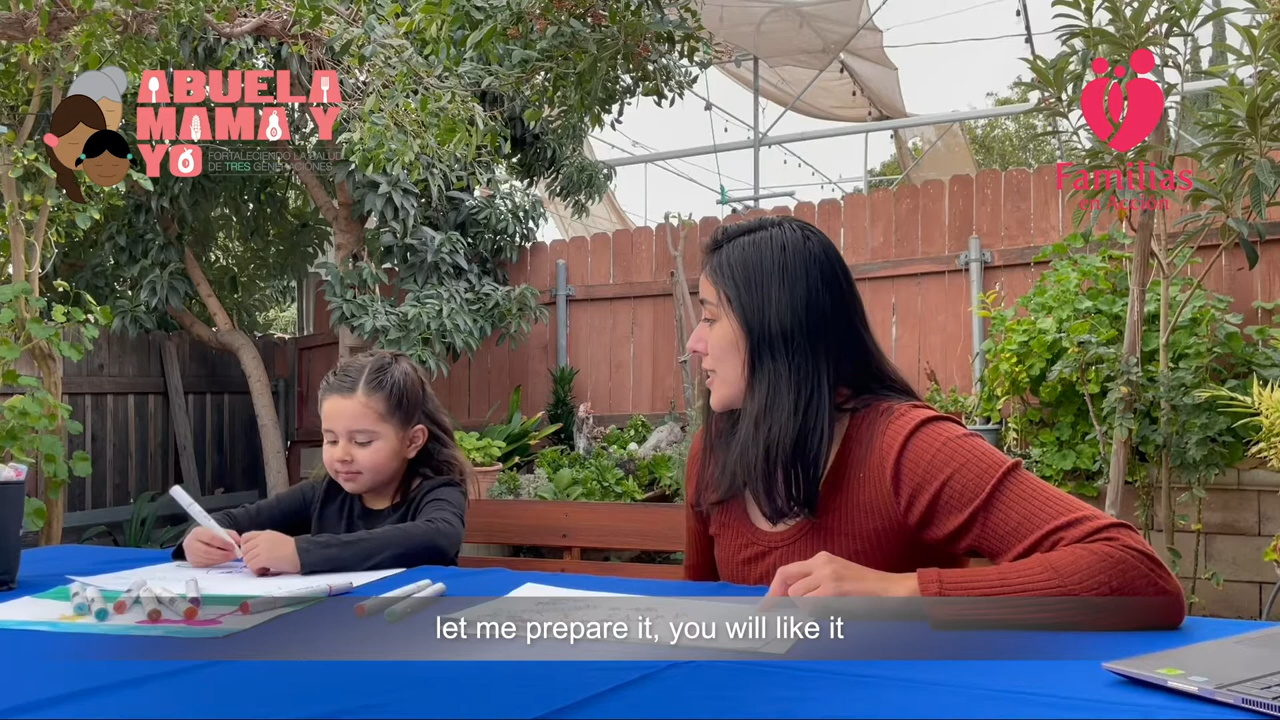 ABUELA
MAMA Y
YO
FORTALECIENDO LA SALUD
DE TRES GENERACIONES
Familias
en Acción
let me prepare it, you will like it